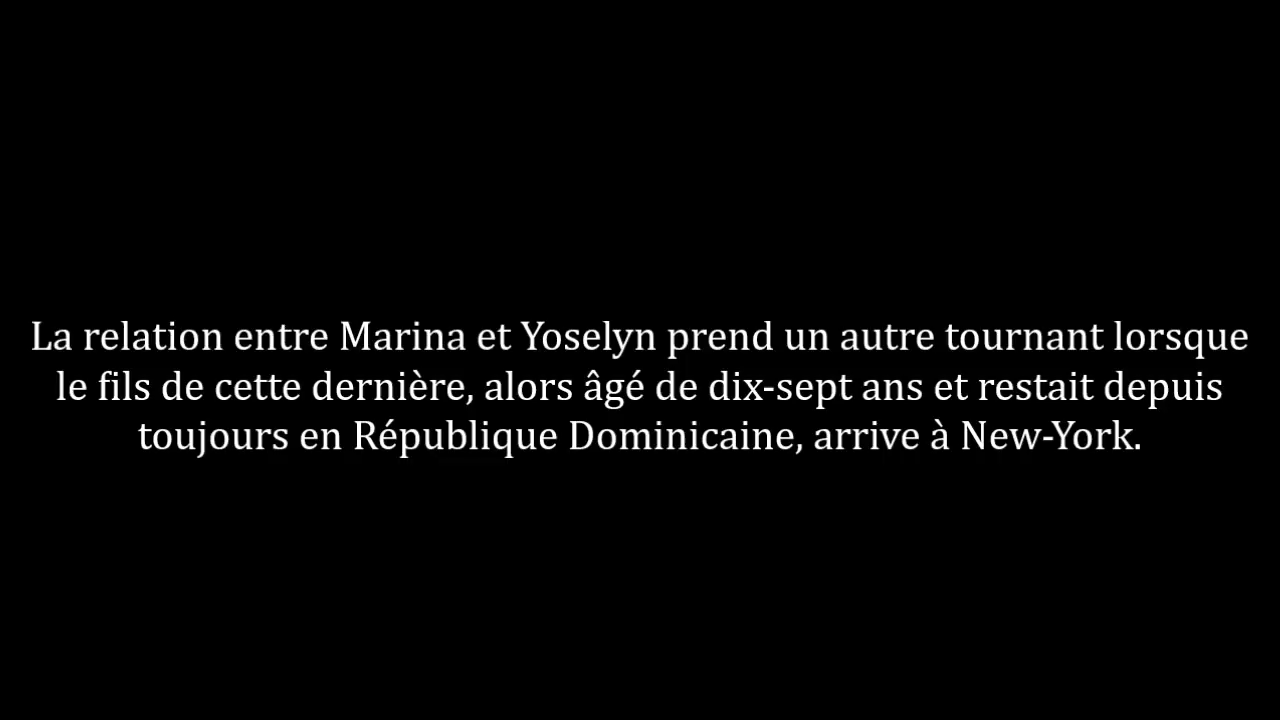 La relation entre Marina et Yoselyn prend un autre tournant lorsque
le fils de cette dernière, alors âgé de dix-sept ans et restait depuis
toujours en République Dominicaine, arrive à New-York.